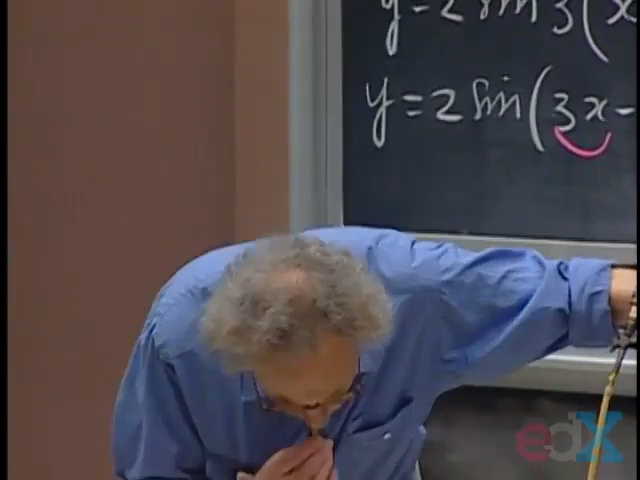 y=2 sin 3(x
y=2 sin(3x-
edX